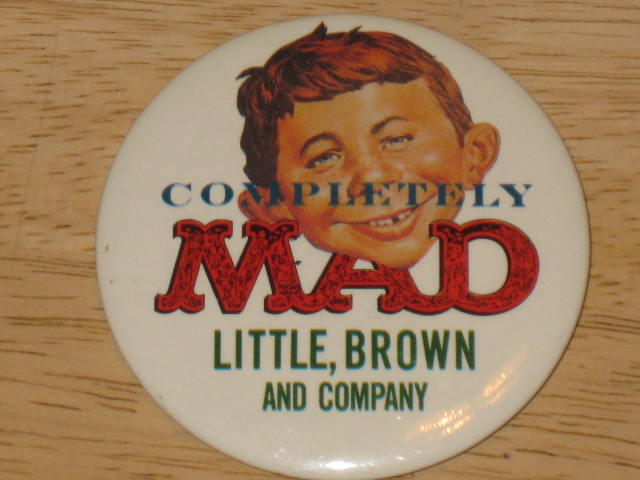 COMPLETELY
MAD
LITTLE, BROWN
AND COMPANY